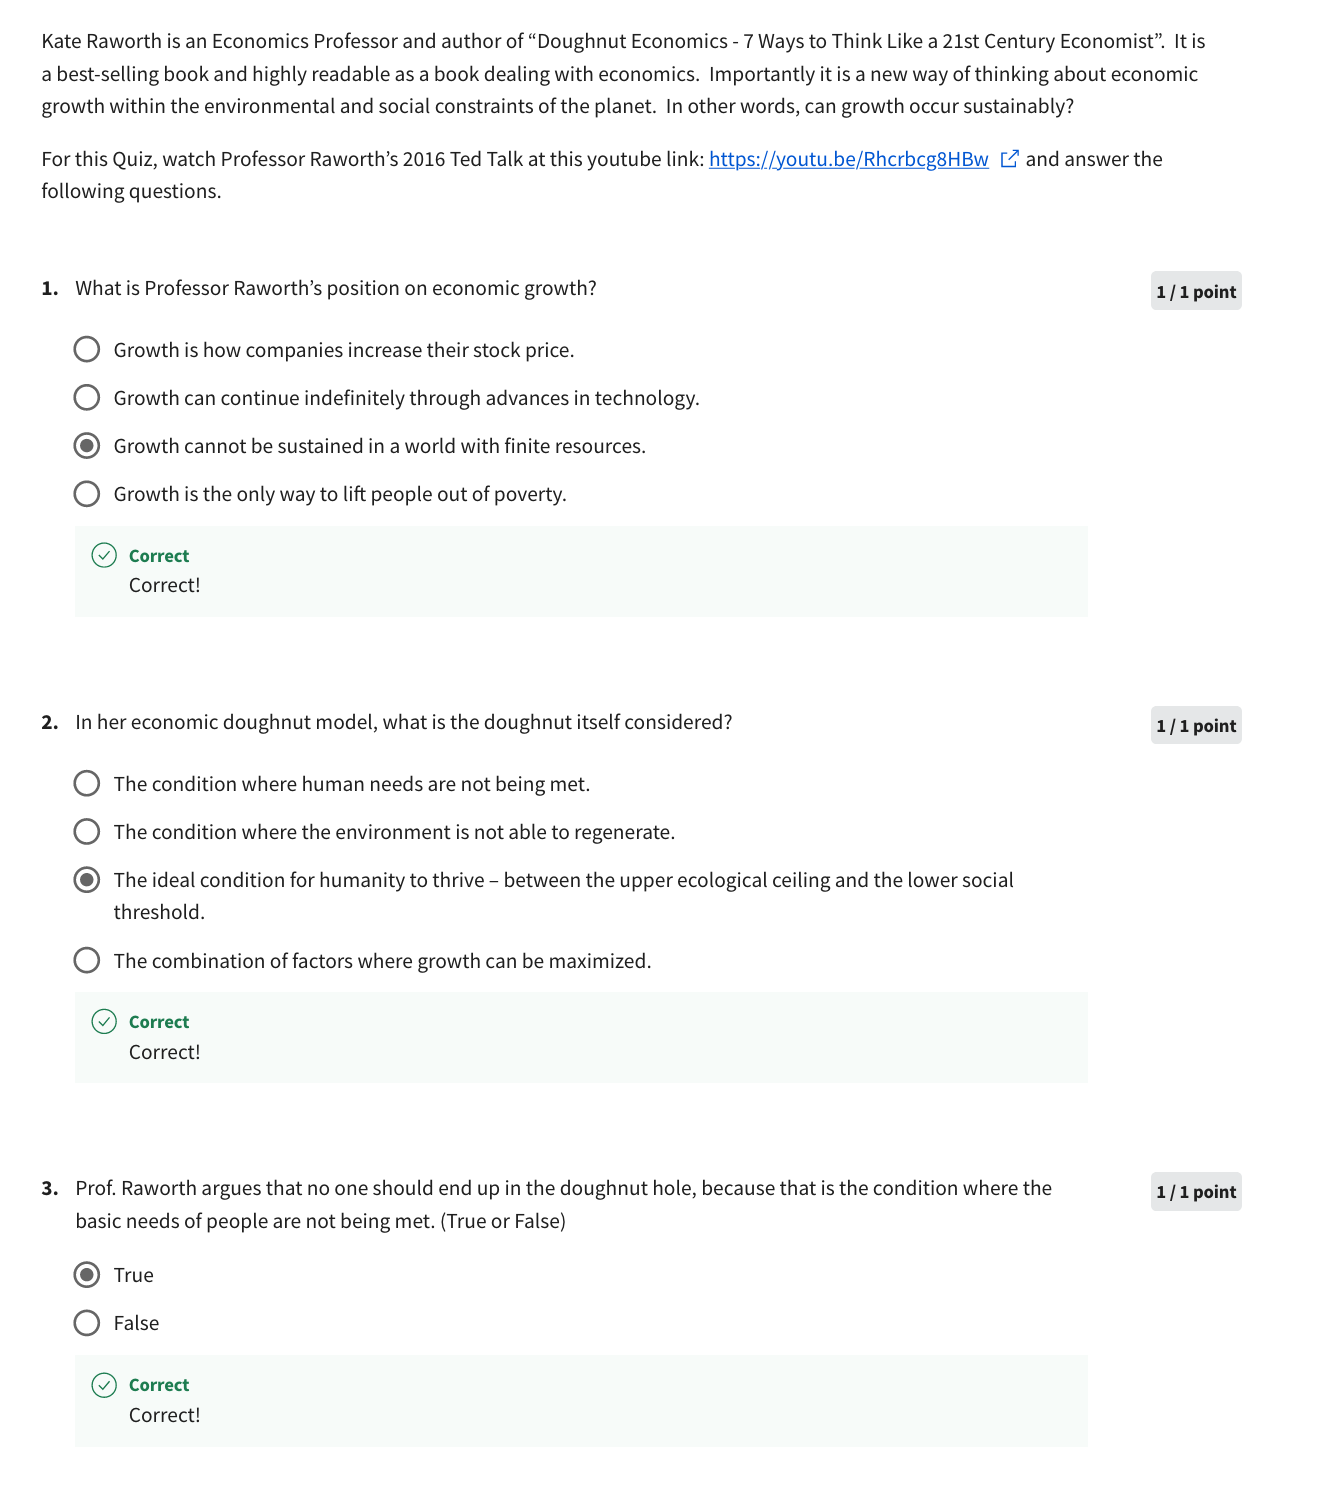 Kate Raworth is an Economics Professor and author of “Doughnut Economics - 7 Ways to Think Like a 21st Century Economist”.  It is
a best-selling book and highly readable as a book dealing with economics.  Importantly it is a new way of thinking about economic
growth within the environmental and social constraints of the planet.  In other words, can growth occur sustainably?
For this Quiz, watch Professor Raworth’s 2016 Ted Talk at this youtube link: https://youtu.be/Rhcrbcg8HBw and answer the
following questions.
1. What is Professor Raworth’s position on economic growth?
1 / 1 point
Growth is how companies increase their stock price.
Growth can continue indefinitely through advances in technology.
Growth cannot be sustained in a world with finite resources.
Growth is the only way to lift people out of poverty.
Correct
Correct!
2. In her economic doughnut model, what is the doughnut itself considered?
1 / 1 point
The condition where human needs are not being met.
The condition where the environment is not able to regenerate.
The ideal condition for humanity to thrive – between the upper ecological ceiling and the lower social
threshold.
The combination of factors where growth can be maximized.
Correct
Correct!
3. Prof. Raworth argues that no one should end up in the doughnut hole, because that is the condition where the
1 / 1 point
basic needs of people are not being met. (True or False)
True
False
Correct
Correct!